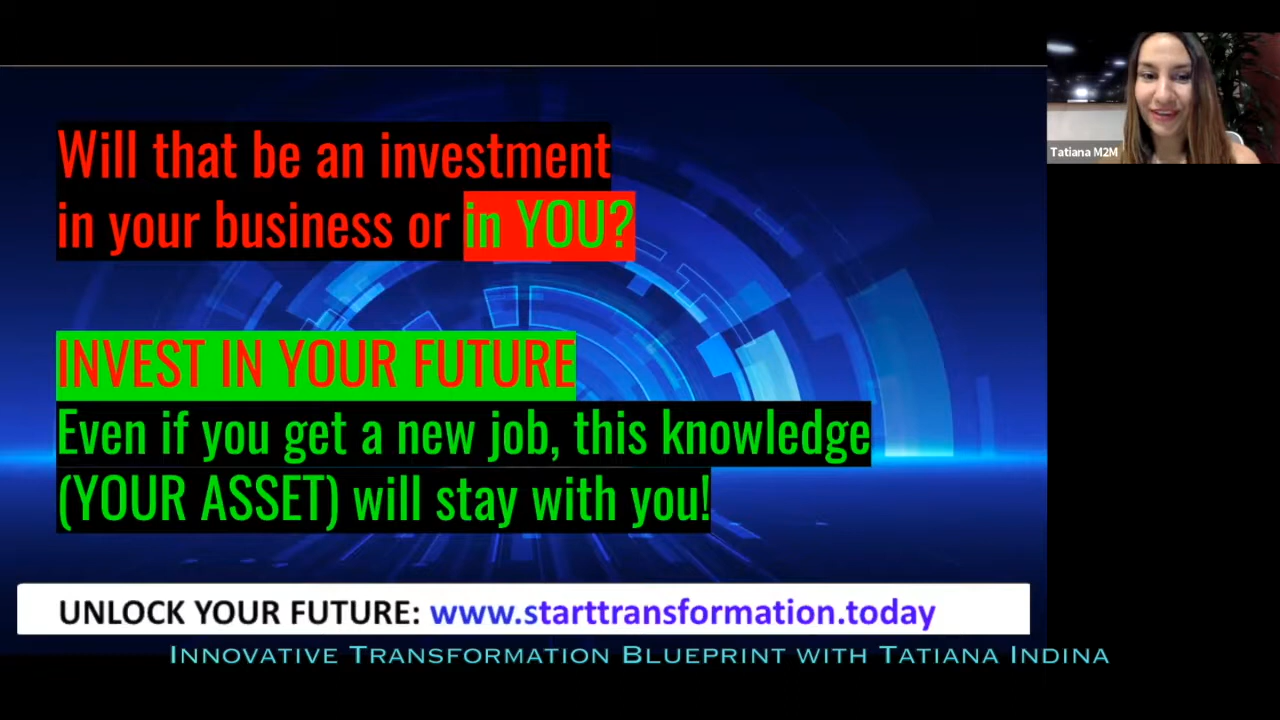 Will that be an investment
in your business or in YOU?
INVEST IN YOUR FUTURE
Even if you get a new job, this knowledge
(YOUR ASSET) will stay with you!
Tatiana M2M
UNLOCK YOUR FUTURE: www.starttransformation.today
INNOVATIVE TRANSFORMATION BLUEPRINT WITH TATIANA INDINA